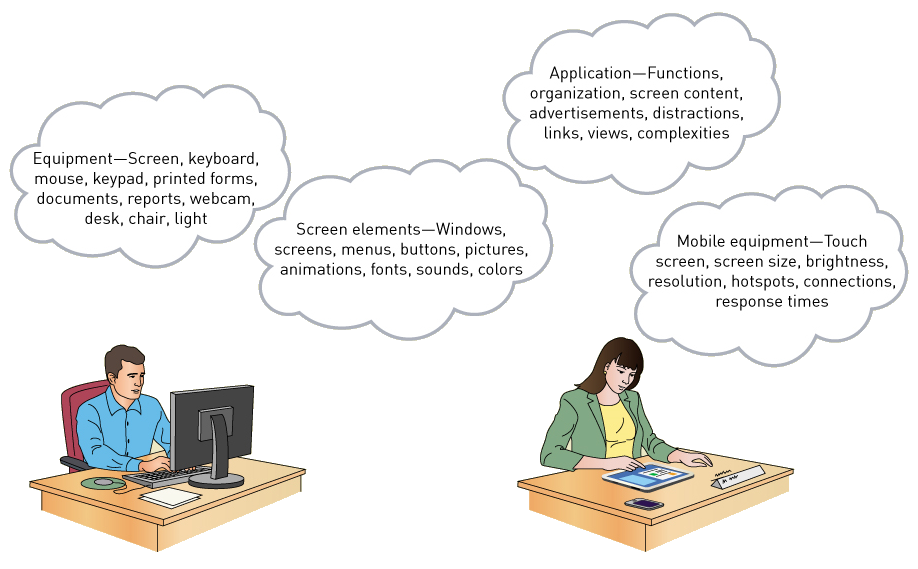 Application—Functions,
organization, screen content,
advertisements, distractions,
links, views, complexities
Equipment—Screen, keyboard,
mouse, keypad, printed forms,
documents, reports, webcam,
desk, chair, light
Screen elements—Windows,
screens, menus, buttons, pictures,
animations, fonts, sounds, colors
Mobile equipment—Touch
screen, screen size, brightness,
resolution, hotspots, connections,
response times